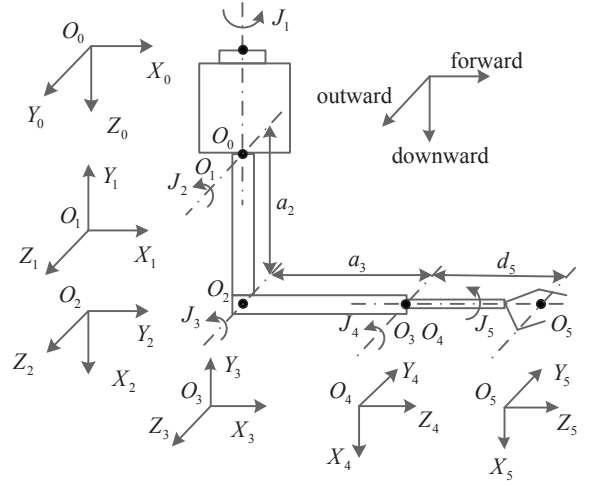 J₁
O₀
X₀
Y₀
Z₀
forward
outward
downward
O₀
O₁
J₂
a₂
Y₁
O₁
X₁
Z₁
a₃
d₅
O₂
Y₂
Z₂
X₂
O₂
J₃
J₄
O₃ O₄
J₅
O₅
Y₃
O₃
X₃
Z₃
Y₄
O₄
Z₄
X₄
Y₅
O₅
Z₅
X₅